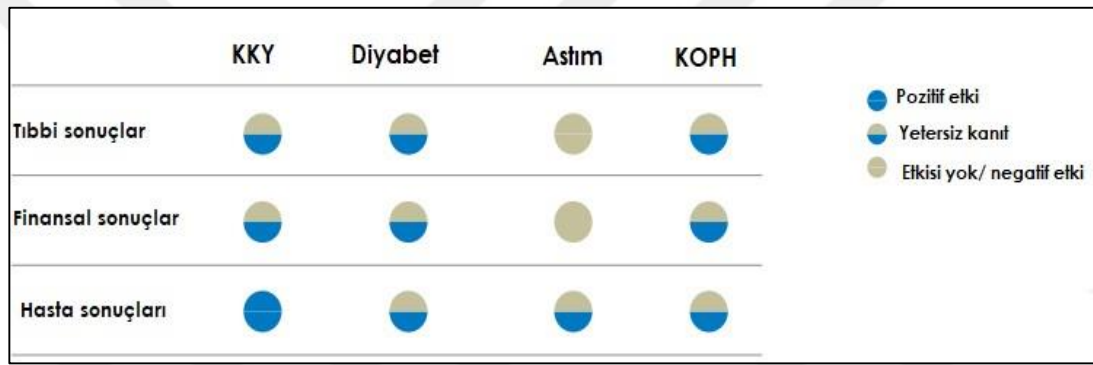 KKY Diyabet Astım KOPH
Tıbbi sonuçlar
Finansal sonuçlar
Hasta sonuçları
Pozitif etki
Yetersiz kanıt
Etkisi yok/ negatif etki